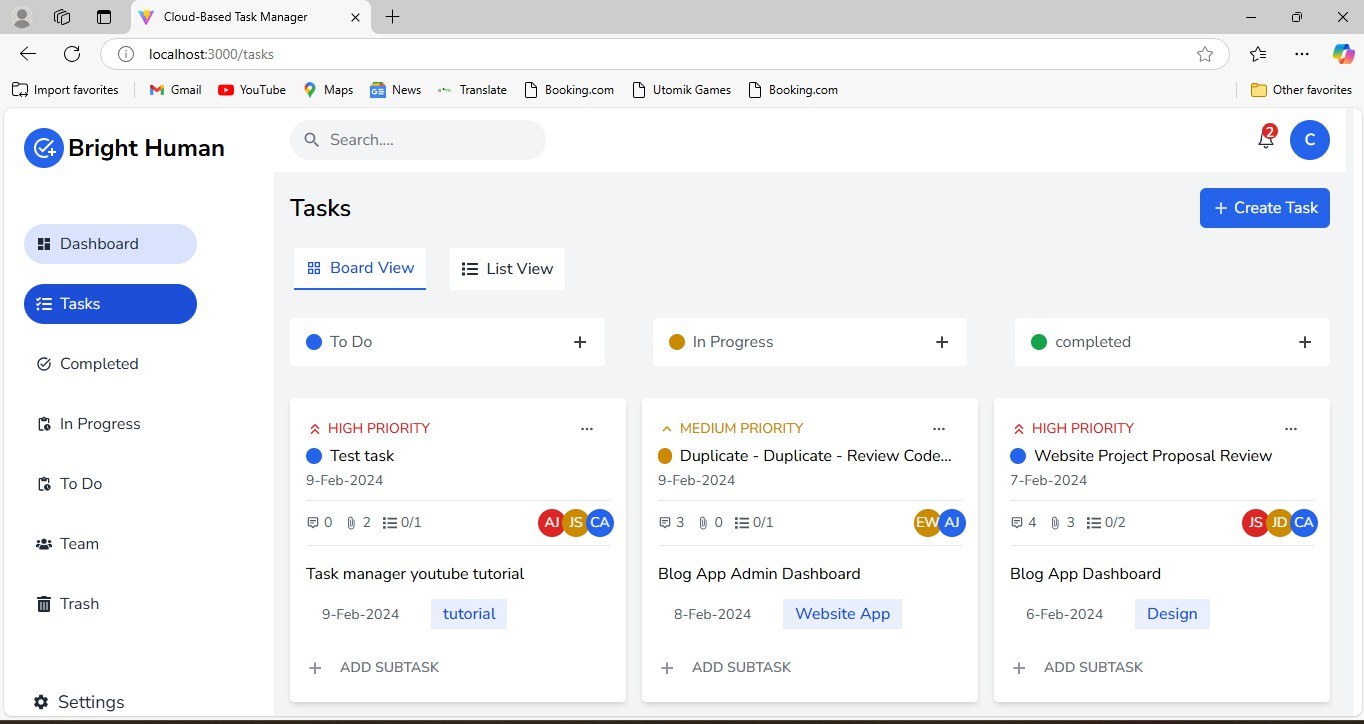 Cloud-Based Task Manager
localhost:3000/tasks
Import favorites Gmail YouTube Maps News Translate Booking.com Utomik Games Booking.com Other favorites
Bright Human
Search.... 2 C
Dashboard
Tasks
Completed
In Progress
To Do
Team
Trash
Settings
Tasks
+ Create Task
Board View List View
To Do +
In Progress +
completed +
HIGH PRIORITY ...
Test task
9-Feb-2024
0 2 0/1 AJ JS CA
Task manager youtube tutorial
9-Feb-2024 tutorial
+ ADD SUBTASK
MEDIUM PRIORITY ...
Duplicate - Duplicate - Review Code...
9-Feb-2024
3 0 0/1 EW AJ
Blog App Admin Dashboard
8-Feb-2024 Website App
+ ADD SUBTASK
HIGH PRIORITY ...
Website Project Proposal Review
7-Feb-2024
4 3 0/2 JS JD CA
Blog App Dashboard
6-Feb-2024 Design
+ ADD SUBTASK